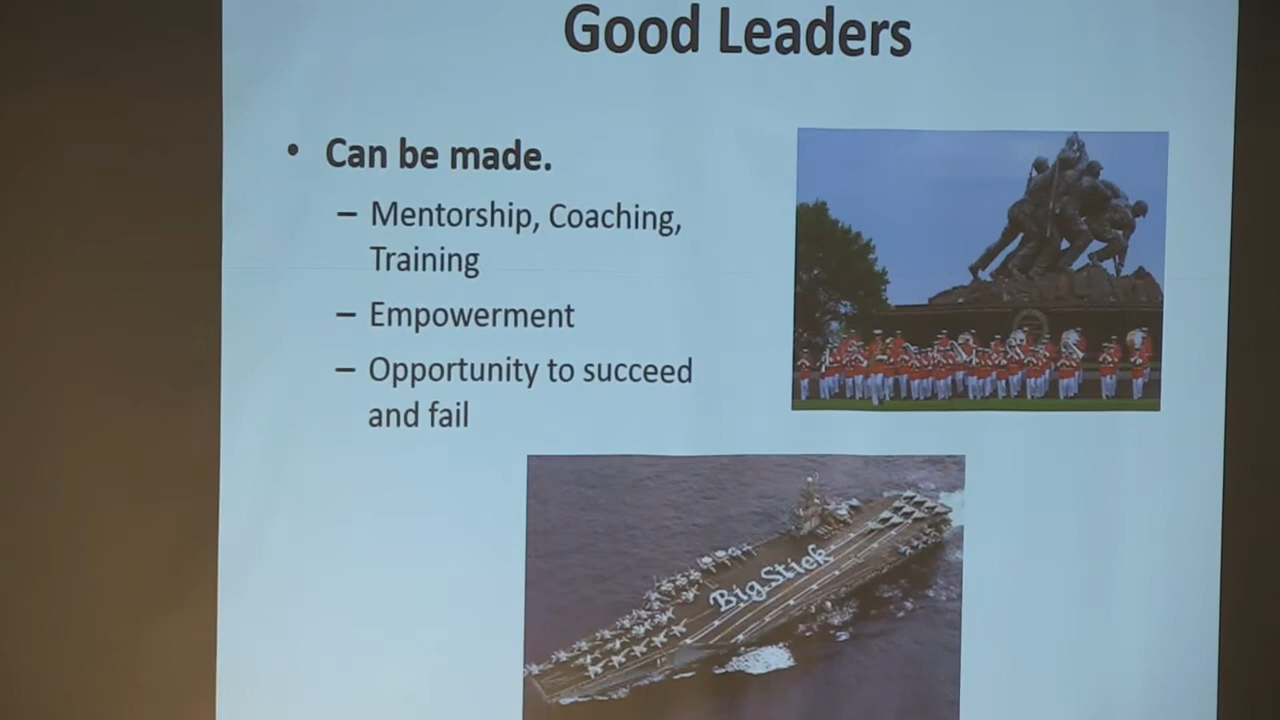 Good Leaders
• Can be made.
– Mentorship, Coaching,
Training
– Empowerment
– Opportunity to succeed
and fail
Big Stick